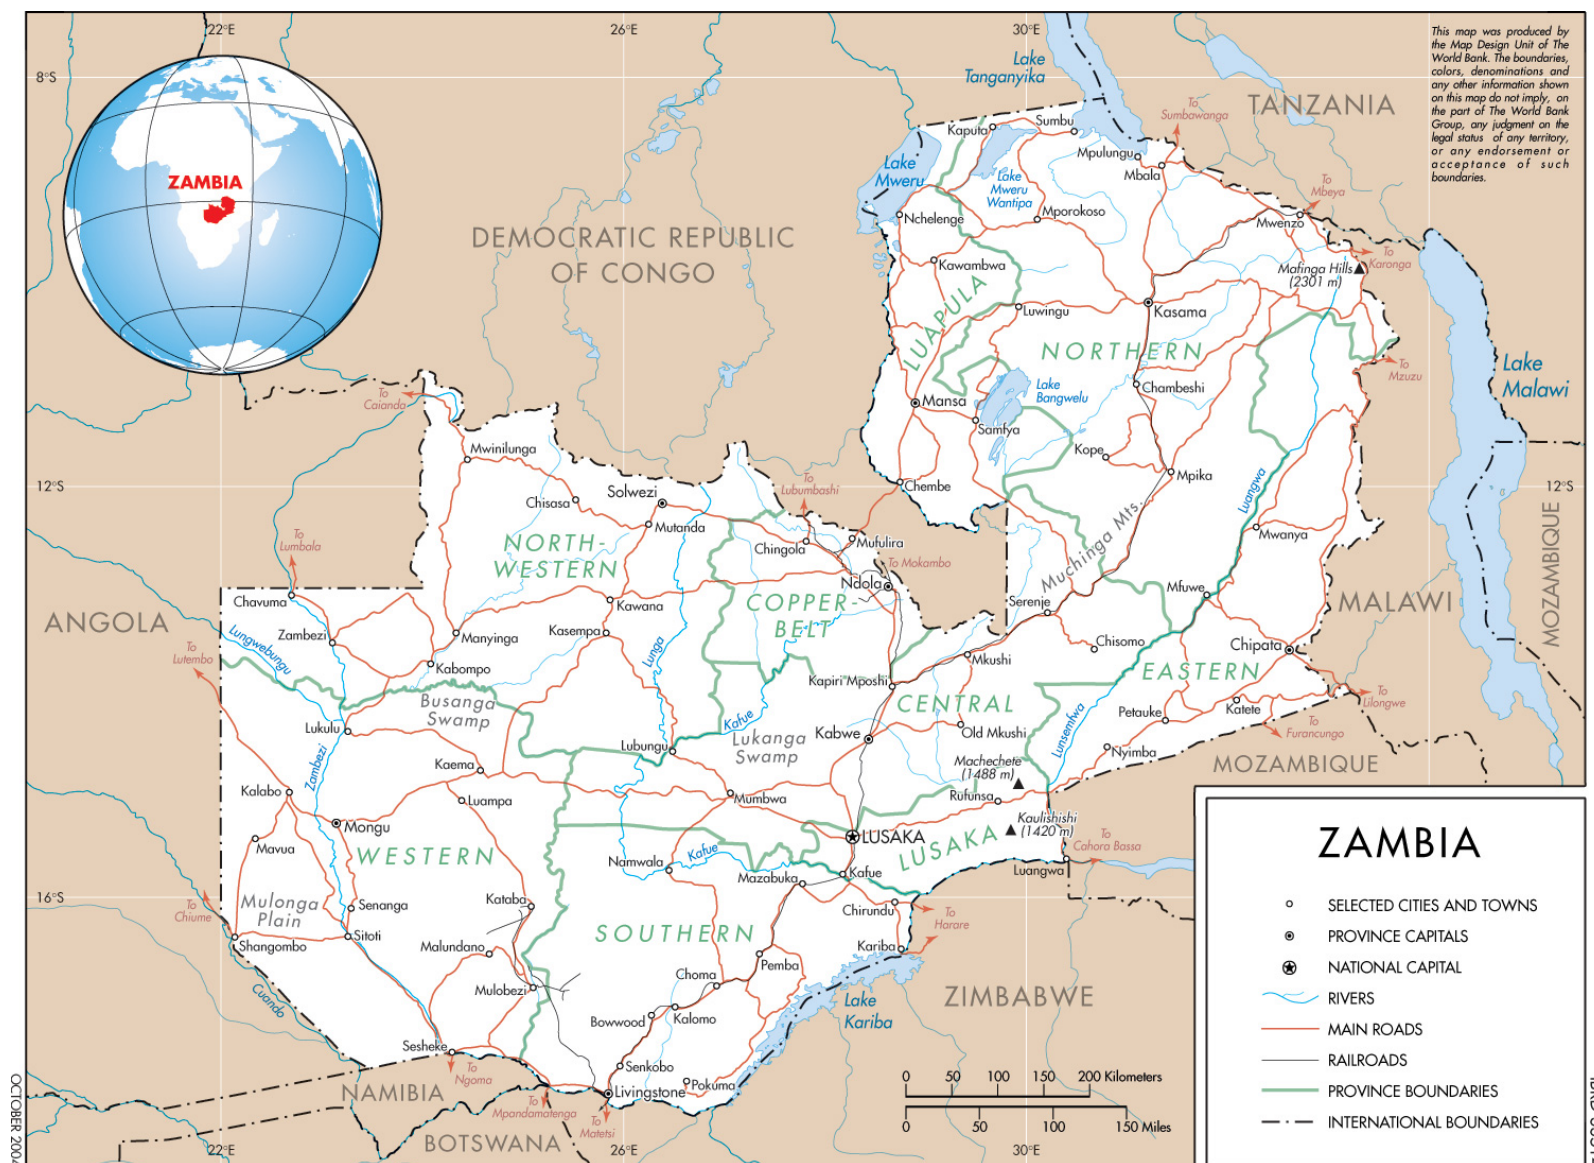 22°E
26°E
30°E
This map was produced by
the Map Design Unit of The
World Bank. The boundaries,
colors, denominations and
any other information shown
on this map do not imply, on
the part of The World Bank
Group, any judgment on the
legal status of any territory,
or any endorsement or
acceptance of such
boundaries.
8°S
Lake
Tanganyika
TANZANIA
To
Sumbawanga
Kaputa
Sumbu
Mpulungu
Mbala
Lake
Mweru
Lake
Mweru
Wantipa
To
Mbeya
ZAMBIA
Nchelenge
Mporokoso
Mwenzo
DEMOCRATIC REPUBLIC
OF CONGO
Kawambwa
To
Karonga
Mafinga Hills
(2301 m)
LUAPULA
Luwingu
Kasama
NORTHERN
To
Mzuzu
Lake
Malawi
Chambeshi
Lake
Bangwelu
To
Caianda
Mansa
Samfya
Mwinilunga
Kope
Mpika
12°S
Solwezi
Chisasa
To
Lubumbashi
Chembe
Luangwa
12°S
Mutanda
Muchinga Mts.
Mwanya
MOZAMBIQUE
To
Lumbala
NORTH-
WESTERN
Chingola
Mufulira
To Mokambo
Ndola
Chavuma
Kawana
COPPER-
BELT
Serenje
Mfuwe
MALAWI
ANGOLA
Lungwebungu
Zambezi
Manyinga
Kasempa
Lunga
Chisomo
Chipata
To
Lutembo
Kabompo
Mkushi
EASTERN
Kapiri Mposhi
CENTRAL
Busanga
Swamp
To
Lilongwe
Lukulu
Kafue
Lukanga
Swamp
Kabwe
Old Mkushi
Lunsemfwa
Petauke
Katete
To
Furancungo
Lubungu
Nyimba
Zambezi
Kaema
Machechete
(1488 m)
MOZAMBIQUE
Kalabo
Luampa
Mumbwa
Rufunsa
Mongu
LUSAKA
Kaulishishi
(1420 m)
LUSAKA
ZAMBIA
Mavua
WESTERN
Namwala
Kafue
To
Cahora Bassa
Mazabuka
Kafue
Luangwa
16°S
Mulonga
Plain
Senanga
Kataba
Chirundu
To
Harare
SELECTED CITIES AND TOWNS
To
Chiume
Shangombo
Sitoti
Malundano
SOUTHERN
Kariba
PROVINCE CAPITALS
Pemba
NATIONAL CAPITAL
Cuando
Mulobezi
Choma
Lake
Kariba
ZIMBABWE
RIVERS
Bowwood
Kalomo
MAIN ROADS
Sesheke
Senkobo
RAILROADS
To
Ngoma
Pokuma
0 50 100 150 200 Kilometers
PROVINCE BOUNDARIES
NAMIBIA
Livingstone
To
Mpandamatenga
To
Matetsi
0 50 100 150 Miles
INTERNATIONAL BOUNDARIES
BOTSWANA
22°E
26°E
30°E
OCTOBER 2004